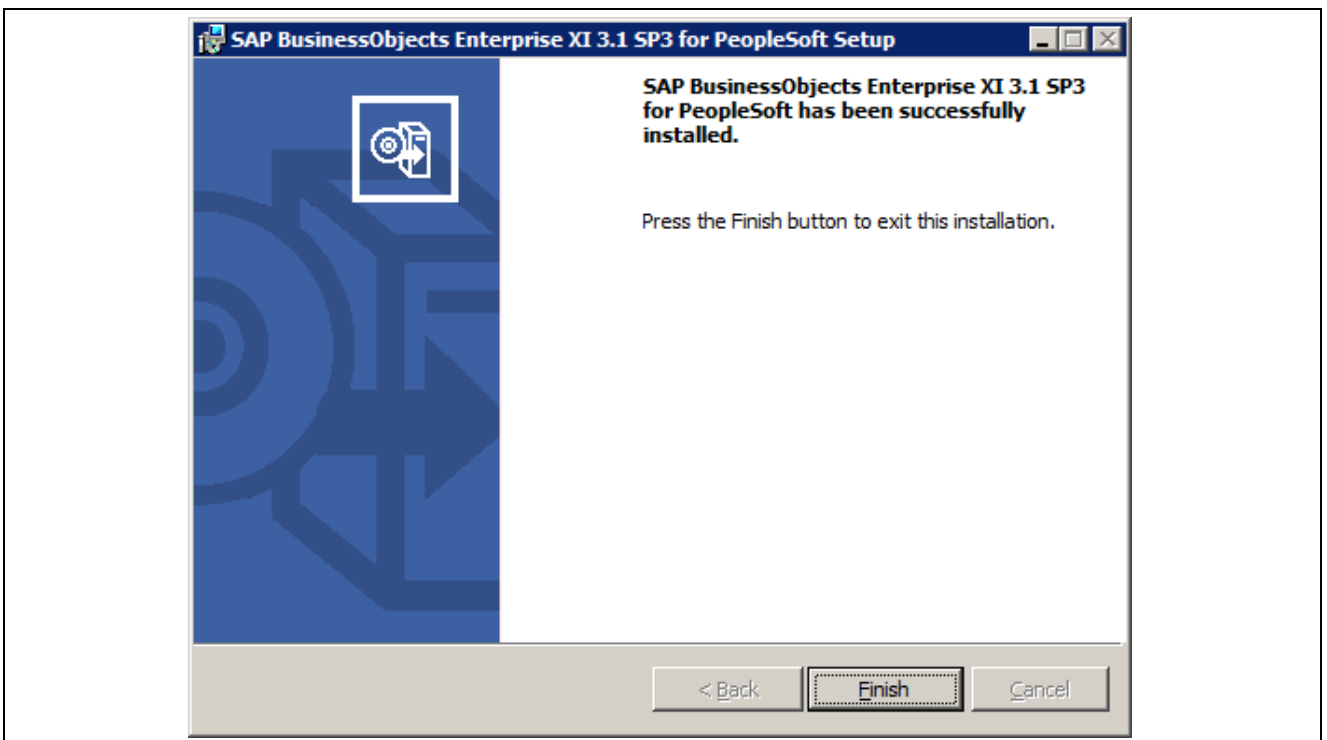 SAP BusinessObjects Enterprise XI 3.1 SP3 for PeopleSoft Setup
SAP BusinessObjects Enterprise XI 3.1 SP3
for PeopleSoft has been successfully
installed.
Press the Finish button to exit this installation.
< Back
Finish
Cancel